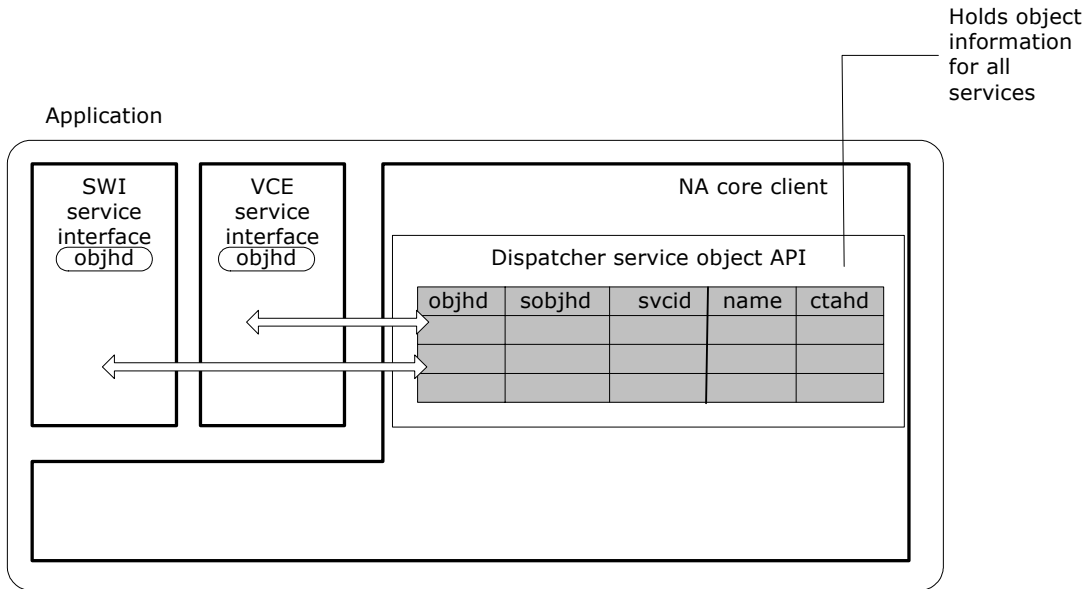 Holds object
information
for all
services
Application
SWI
service
interface
objhd
VCE
service
interface
objhd
NA core client
Dispatcher service object API
objhd sobjhd svcid name ctahd